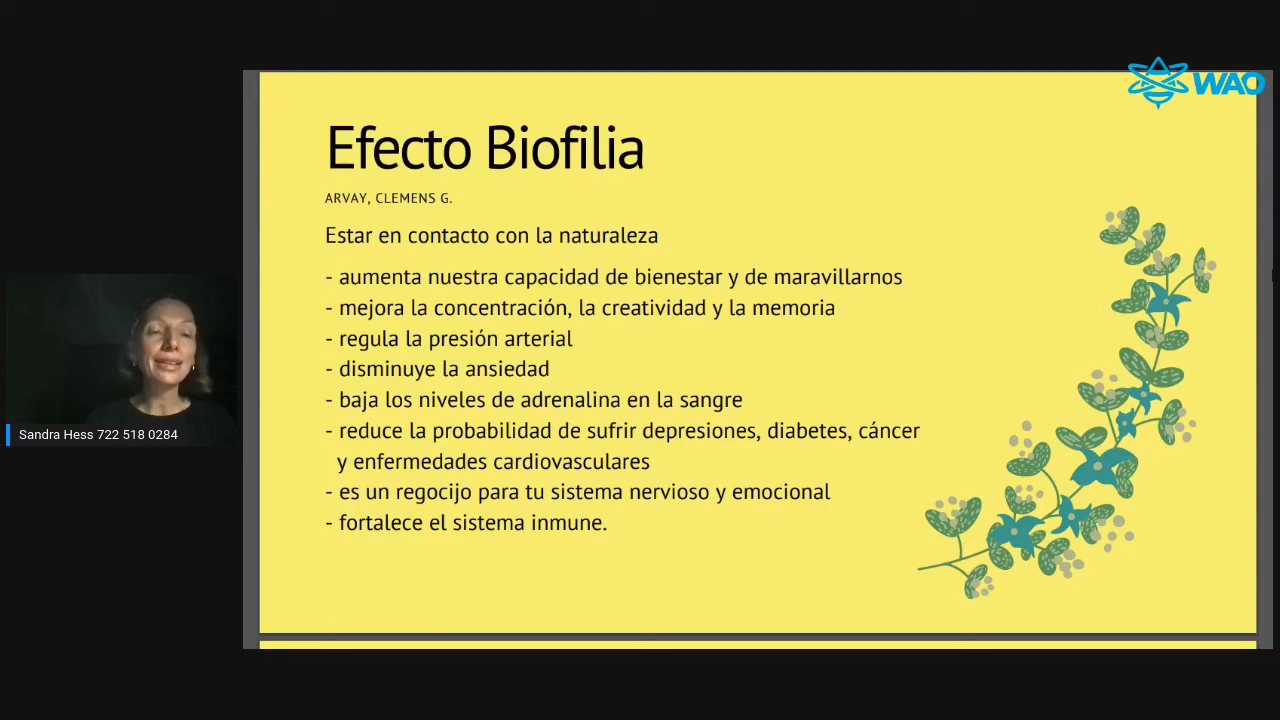 WAO
Efecto Biofilia
ARVAY, CLEMENS G.
Estar en contacto con la naturaleza
- aumenta nuestra capacidad de bienestar y de maravillarnos
- mejora la concentración, la creatividad y la memoria
- regula la presión arterial
- disminuye la ansiedad
- baja los niveles de adrenalina en la sangre
- reduce la probabilidad de sufrir depresiones, diabetes, cáncer
y enfermedades cardiovasculares
- es un regocijo para tu sistema nervioso y emocional
- fortalece el sistema inmune.
Sandra Hess 722 518 0284